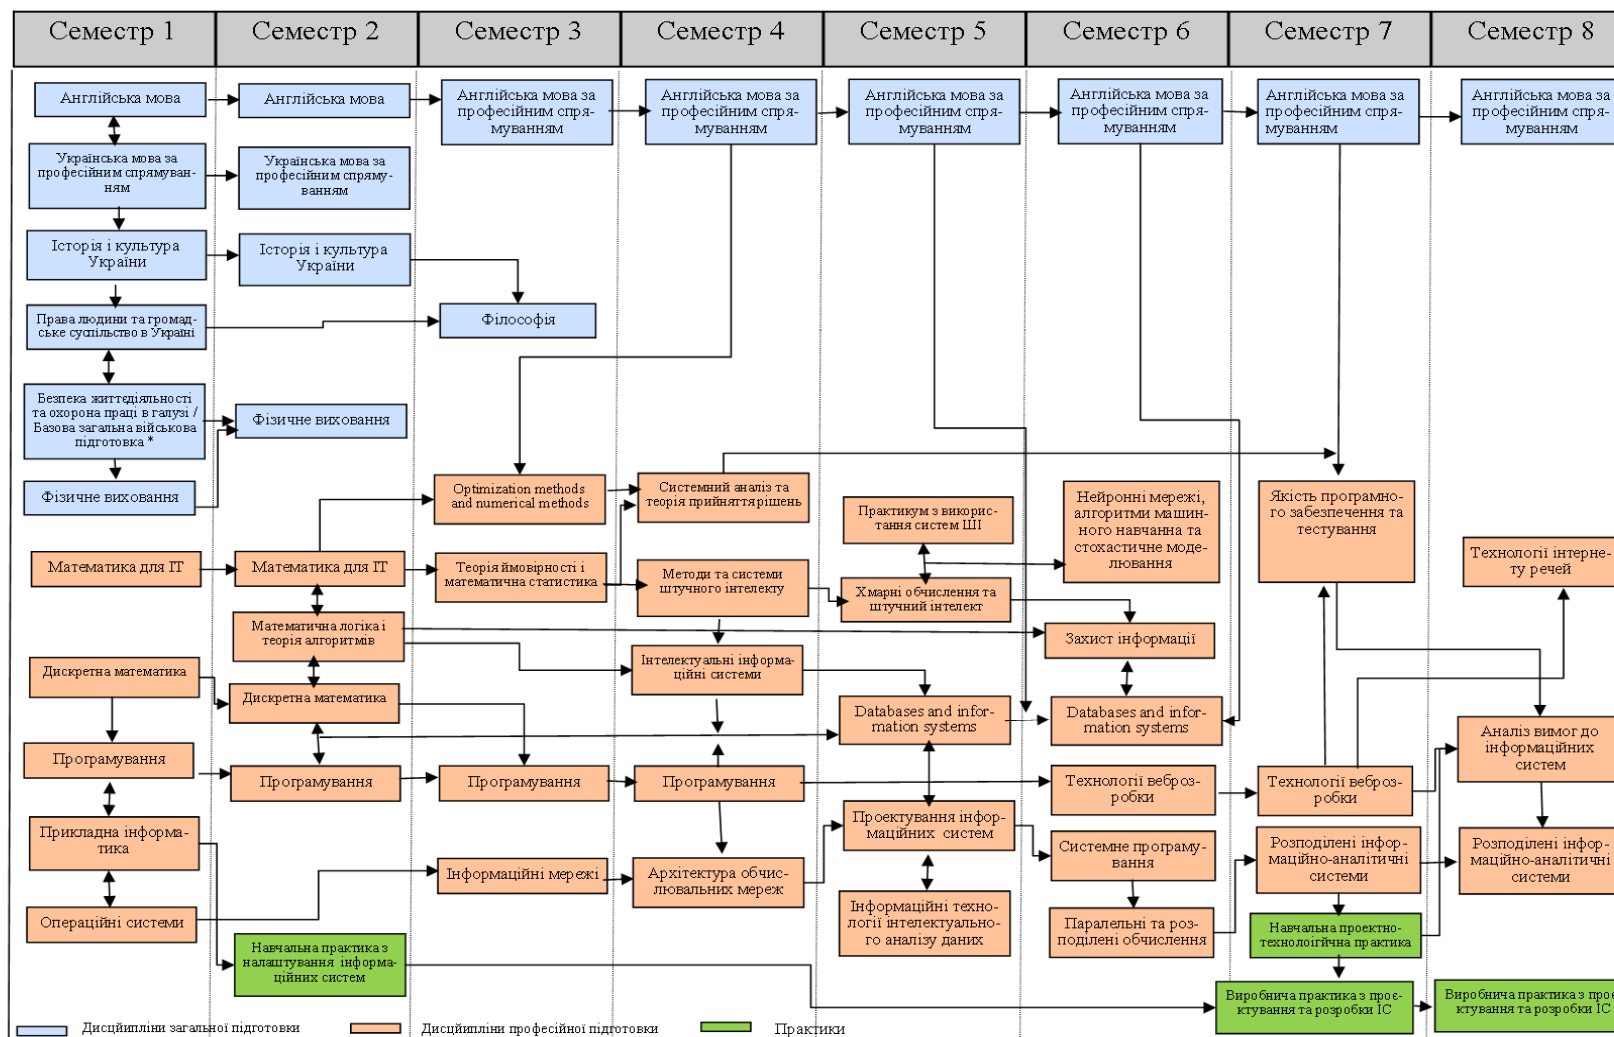 Семестр 1
Семестр 2
Семестр 3
Семестр 4
Семестр 5
Семестр 6
Семестр 7
Семестр 8
Англійська мова
Українська мова за
професійним спрямуван-
ням
Історія і культура
України
Права людини та громад-
ське суспільство в Україні
Безпека життєдіяльності
та охорона праці в галузі /
Базова загальна військова
підготовка *
Фізичне виховання
Математика для ІТ
Дискретна математика
Програмування
Прикладна інформа-
тика
Операційні системи
Англійська мова
Українська мова за
професійним спряму-
ванням
Історія і культура
України
Фізичне виховання
Математика для ІТ
Математична логіка і
теорія алгоритмів
Дискретна математика
Програмування
Навчальна практика з
налаштування інформа-
ційних систем
Англійська мова за
професійним спря-
муванням
Філософія
Optimization methods
and numerical methods
Теорія ймовірності і
математична статистика
Програмування
Інформаційні мережі
Англійська мова за
професійним спря-
муванням
Системний аналіз та
теорія прийняття рішень
Методи та системи
штучного інтелекту
Інтелектуальні інформа-
ційні системи
Програмування
Архітектура обчис-
лювальних мереж
Англійська мова за
професійним спря-
муванням
Практикум з викорис-
тання систем ШІ
Хмарні обчислення та
штучний інтелект
Databases and infor-
mation systems
Проектування інфор-
маційних систем
Інформаційні техно-
логії інтелектуально-
го аналізу даних
Англійська мова за
професійним спря-
муванням
Нейронні мережі,
алгоритми машин-
ного навчання та
стохастичне моде-
лювання
Захист інформації
Databases and infor-
mation systems
Технології веброз-
робки
Системне програму-
вання
Паралельні та роз-
поділені обчислення
Англійська мова за
професійним спря-
муванням
Якість програмно-
го забезпечення та
тестування
Технології веброз-
робки
Розподілені інфор-
маційно-аналітичні
системи
Навчальна проектно-
технологіійчна практика
Виробнича практика з проє-
ктування та розробки ІС
Англійська мова за
професійним спря-
муванням
Технології інтерне-
ту речей
Аналіз вимог до
інформаційних
систем
Розподілені інфор-
маційно-аналітичні
системи
Виробнича практика з проє-
ктування та розробки ІС
Дисційпліни загальної підготовки
Дисційпліни професійної підготовки
Практики